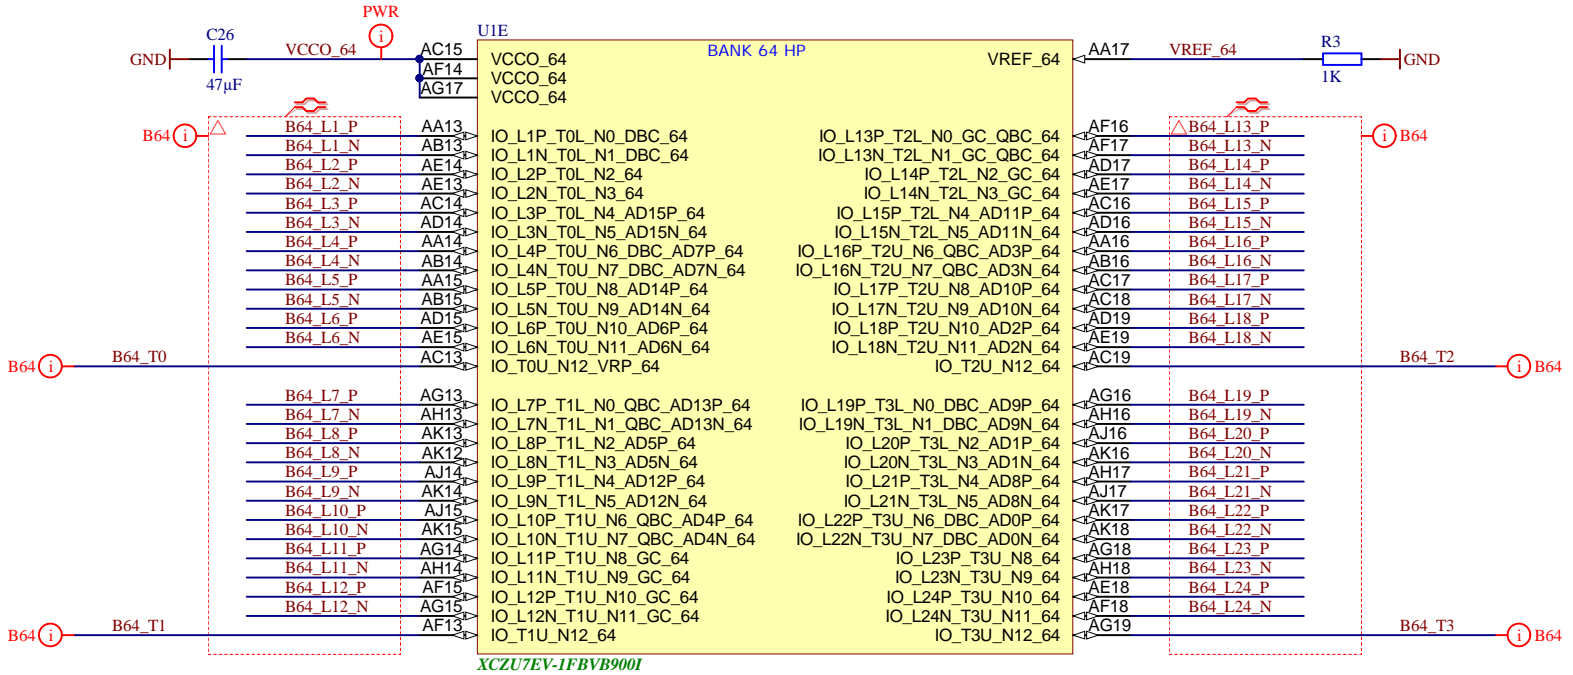 PWR
C26
U1E
R3
GND VCCO_64 AC15 VCCO_64 BANK 64 HP VREF_64 AA17 VREF_64 GND
47µF AF14 VCCO_64 1K
AG17 VCCO_64
B64 i B64_L1_P AA13 IO_L1P_T0L_N0_DBC_64 IO_L13P_T2L_N0_GC_QBC_64 AF16 B64_L13_P i B64
B64_L1_N AB13 IO_L1N_T0L_N1_DBC_64 IO_L13N_T2L_N1_GC_QBC_64 AF17 B64_L13_N
B64_L2_P AE14 IO_L2P_T0L_N2_64 IO_L14P_T2L_N2_GC_64 AD17 B64_L14_P
B64_L2_N AE13 IO_L2N_T0L_N3_64 IO_L14N_T2L_N3_GC_64 AE17 B64_L14_N
B64_L3_P AC14 IO_L3P_T0L_N4_AD15P_64 IO_L15P_T2L_N4_AD11P_64 AC16 B64_L15_P
B64_L3_N AD14 IO_L3N_T0L_N5_AD15N_64 IO_L15N_T2L_N5_AD11N_64 AD16 B64_L15_N
B64_L4_P AA14 IO_L4P_T0U_N6_DBC_AD7P_64 IO_L16P_T2U_N6_QBC_AD3P_64 AA16 B64_L16_P
B64_L4_N AB14 IO_L4N_T0U_N7_DBC_AD7N_64 IO_L16N_T2U_N7_QBC_AD3N_64 AB16 B64_L16_N
B64_L5_P AA15 IO_L5P_T0U_N8_AD14P_64 IO_L17P_T2U_N8_AD10P_64 AC17 B64_L17_P
B64_L5_N AB15 IO_L5N_T0U_N9_AD14N_64 IO_L17N_T2U_N9_AD10N_64 AC18 B64_L17_N
B64_L6_P AD15 IO_L6P_T0U_N10_AD6P_64 IO_L18P_T2U_N10_AD2P_64 AD19 B64_L18_P
B64_L6_N AE15 IO_L6N_T0U_N11_AD6N_64 IO_L18N_T2U_N11_AD2N_64 AE19 B64_L18_N
B64 i B64_T0 AC13 IO_T0U_N12_VRP_64 IO_T2U_N12_64 AC19 B64_T2 i B64
B64_L7_P AG13 IO_L7P_T1L_N0_QBC_AD13P_64 IO_L19P_T3L_N0_DBC_AD9P_64 AG16 B64_L19_P
B64_L7_N AH13 IO_L7N_T1L_N1_QBC_AD13N_64 IO_L19N_T3L_N1_DBC_AD9N_64 AH16 B64_L19_N
B64_L8_P AK13 IO_L8P_T1L_N2_AD5P_64 IO_L20P_T3L_N2_AD1P_64 AJ16 B64_L20_P
B64_L8_N AK12 IO_L8N_T1L_N3_AD5N_64 IO_L20N_T3L_N3_AD1N_64 AK16 B64_L20_N
B64_L9_P AJ14 IO_L9P_T1L_N4_AD12P_64 IO_L21P_T3L_N4_AD8P_64 AH17 B64_L21_P
B64_L9_N AK14 IO_L9N_T1L_N5_AD12N_64 IO_L21N_T3L_N5_AD8N_64 AJ17 B64_L21_N
B64_L10_P AJ15 IO_L10P_T1U_N6_QBC_AD4P_64 IO_L22P_T3U_N6_DBC_AD0P_64 AK17 B64_L22_P
B64_L10_N AK15 IO_L10N_T1U_N7_QBC_AD4N_64 IO_L22N_T3U_N7_DBC_AD0N_64 AK18 B64_L22_N
B64_L11_P AG14 IO_L11P_T1U_N8_GC_64 IO_L23P_T3U_N8_64 AG18 B64_L23_P
B64_L11_N AH14 IO_L11N_T1U_N9_GC_64 IO_L23N_T3U_N9_64 AH18 B64_L23_N
B64_L12_P AF15 IO_L12P_T1U_N10_GC_64 IO_L24P_T3U_N10_64 AE18 B64_L24_P
B64_L12_N AG15 IO_L12N_T1U_N11_GC_64 IO_L24N_T3U_N11_64 AF18 B64_L24_N
B64 i B64_T1 AF13 IO_T1U_N12_64 IO_T3U_N12_64 AG19 B64_T3 i B64
XCZU7EV-1FBVB900I